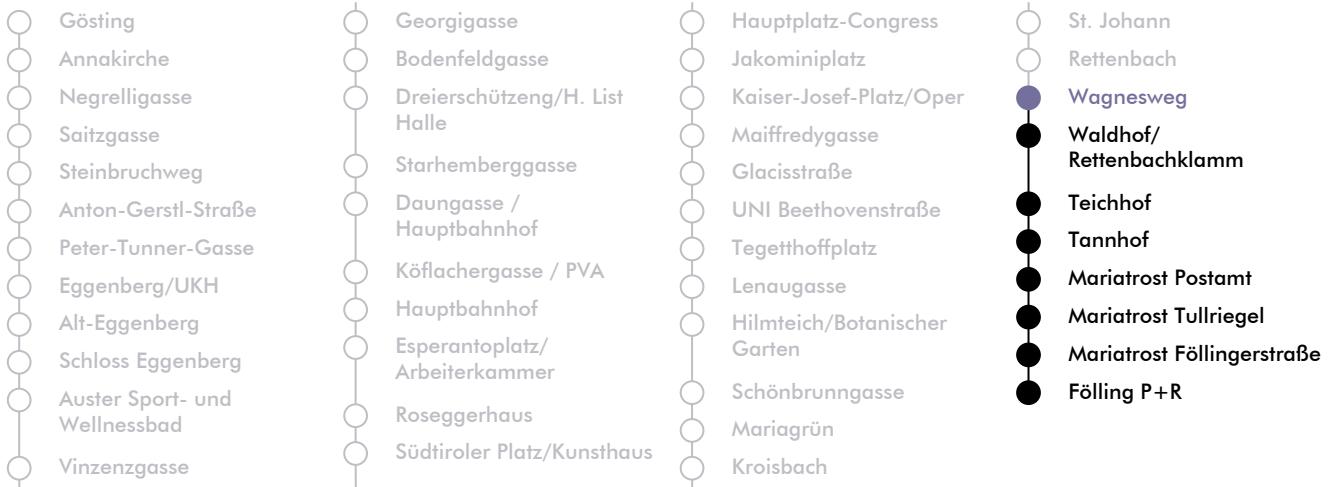 Gösting
Annakirche
Negrelligasse
Saitzgasse
Steinbruchweg
Anton-Gerstl-Straße
Peter-Tunner-Gasse
Eggenberg/UKH
Alt-Eggenberg
Schloss Eggenberg
Auster Sport- und
Wellnessbad
Vinzenzgasse
Georgigasse
Bodenfeldgasse
Dreierschützeng/H. List
Halle
Starhemberggasse
Daungasse /
Hauptbahnhof
Köflachergasse / PVA
Hauptbahnhof
Esperantoplatz/
Arbeiterkammer
Roseggerhaus
Südtiroler Platz/Kunsthaus
Hauptplatz-Congress
Jakominiplatz
Kaiser-Josef-Platz/Oper
Maiffredygasse
Glacisstraße
UNI Beethovenstraße
Tegetthoffplatz
Lenaugasse
Hilmteich/Botanischer
Garten
Schönbrunngasse
Mariagrün
Kroisbach
St. Johann
Rettenbach
Wagnesweg
Waldhof/
Rettenbachklamm
Teichhof
Tannhof
Mariatrost Postamt
Mariatrost Tullriegel
Mariatrost Föllingerstraße
Fölling P+R